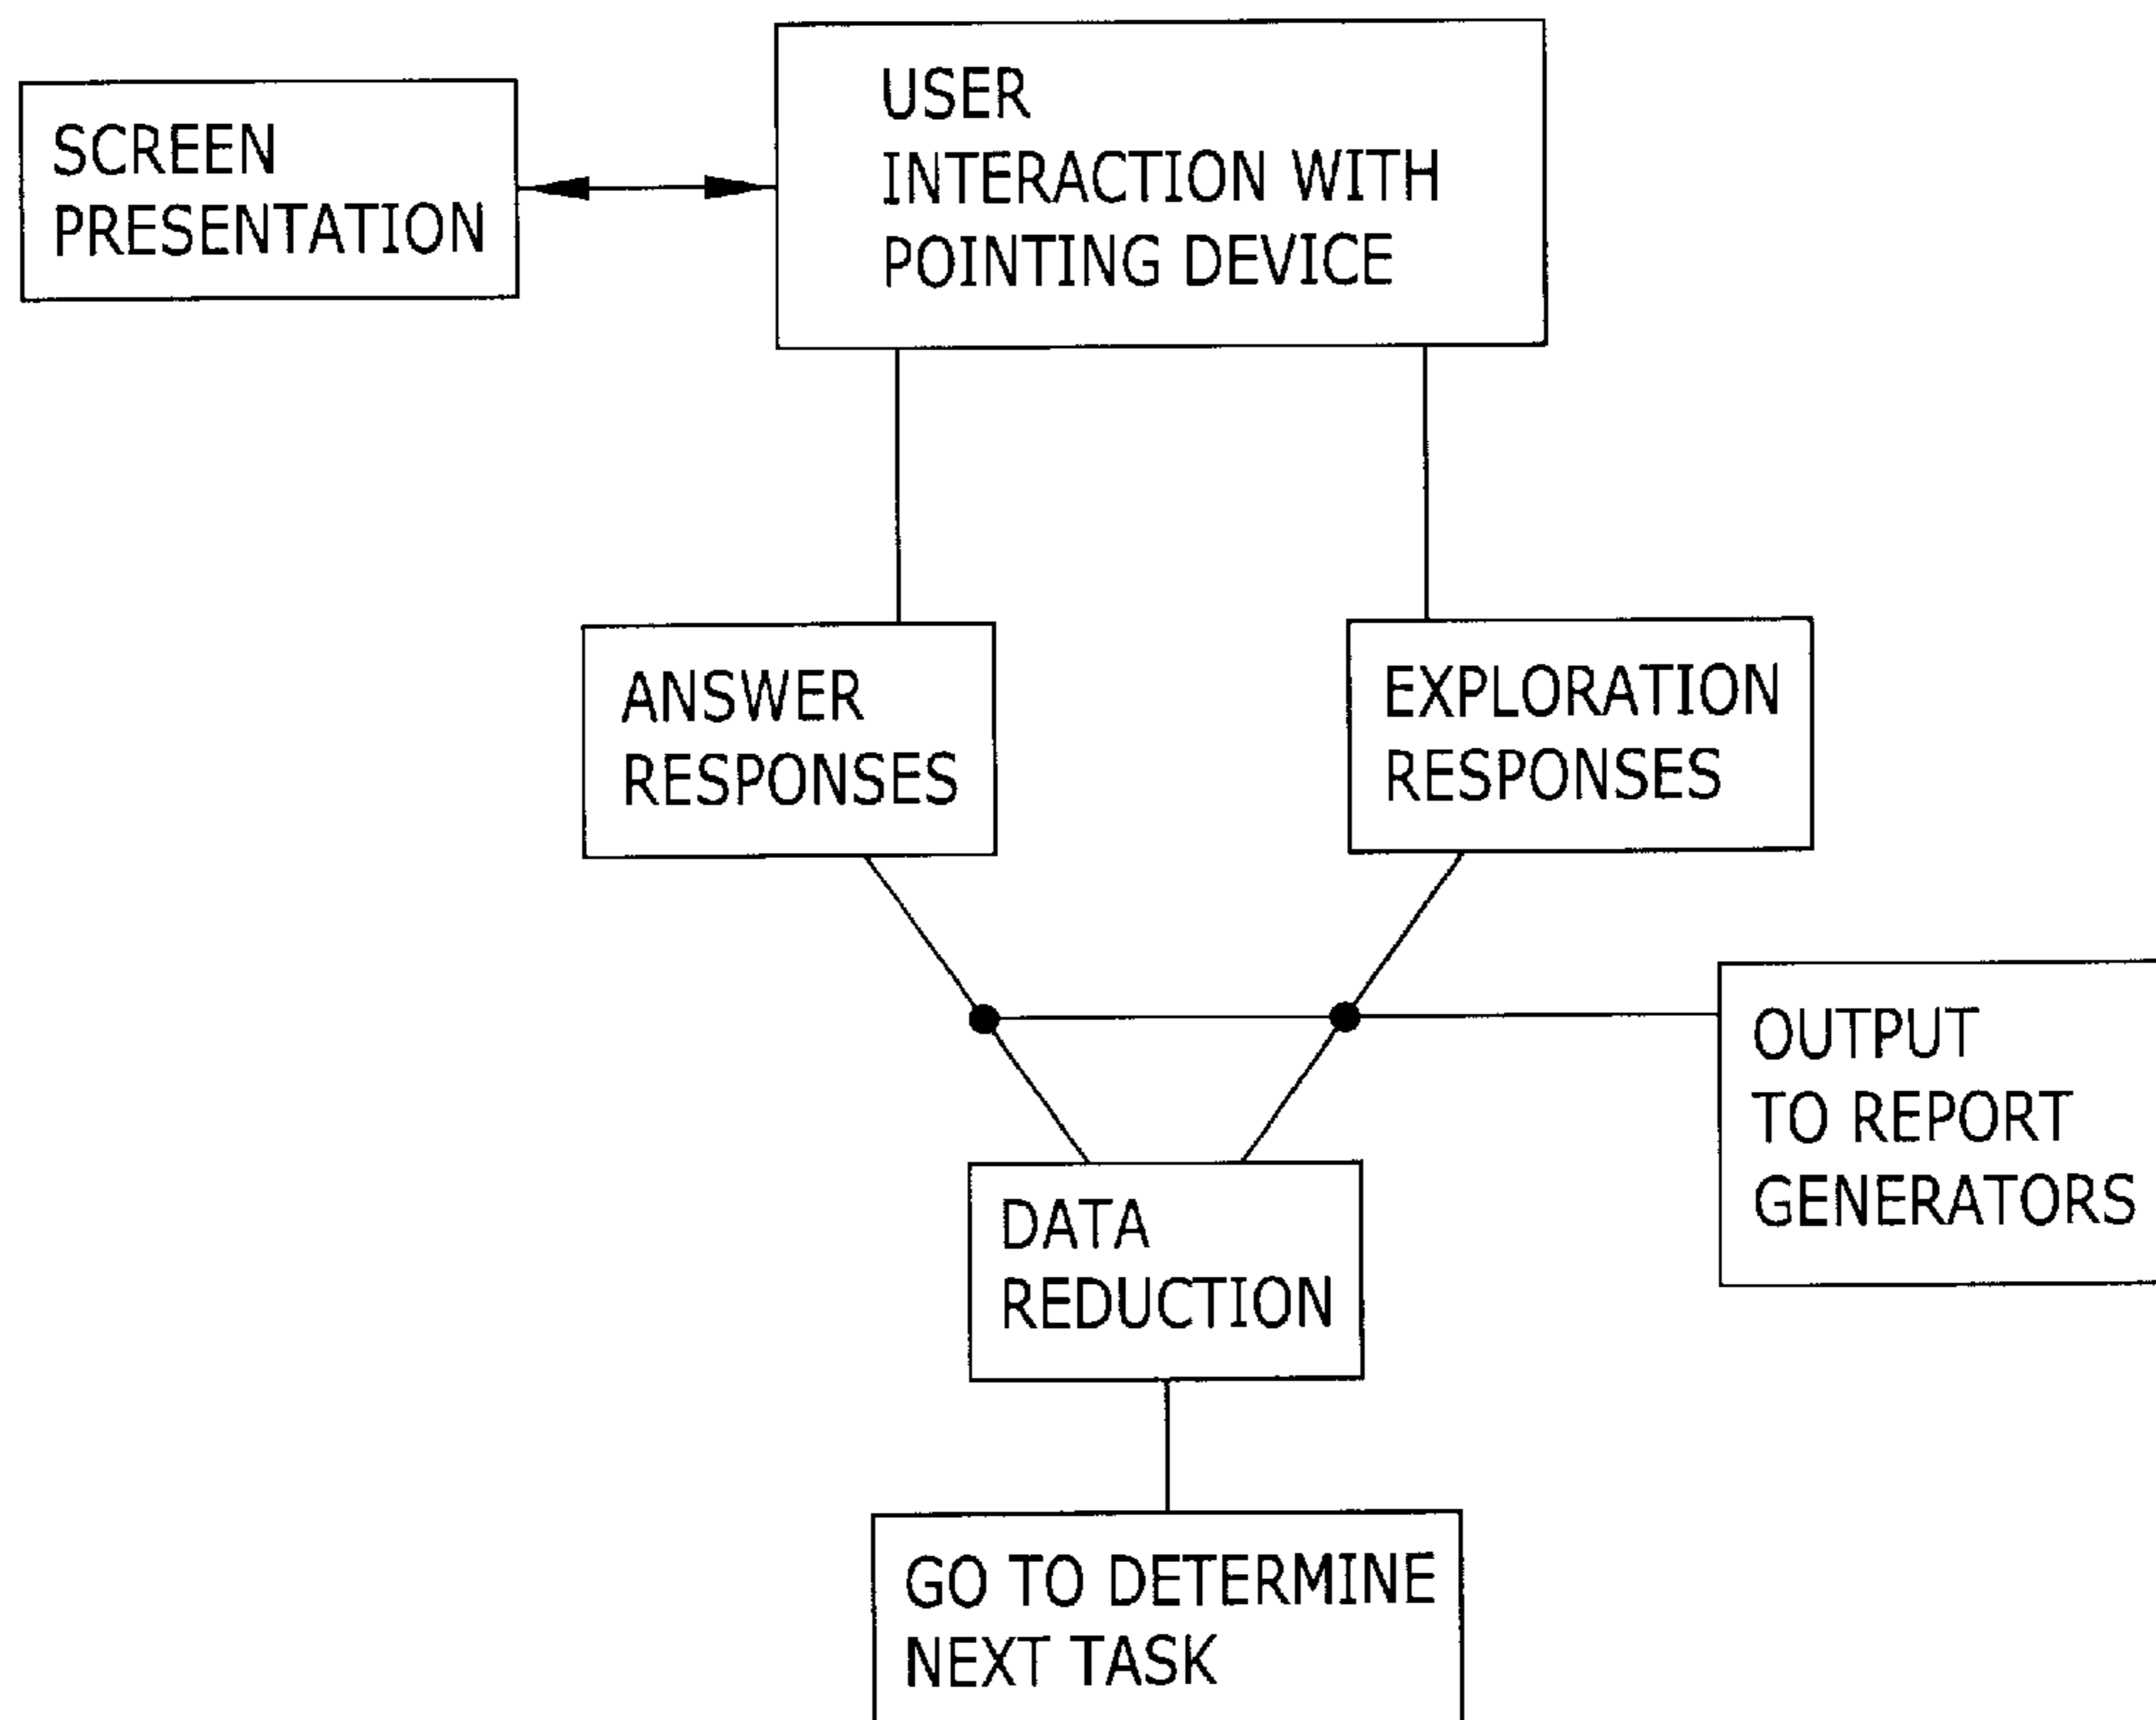 SCREEN
PRESENTATION
USER
INTERACTION WITH
POINTING DEVICE
ANSWER
RESPONSES
EXPLORATION
RESPONSES
OUTPUT
TO REPORT
GENERATORS
DATA
REDUCTION
GO TO DETERMINE
NEXT TASK